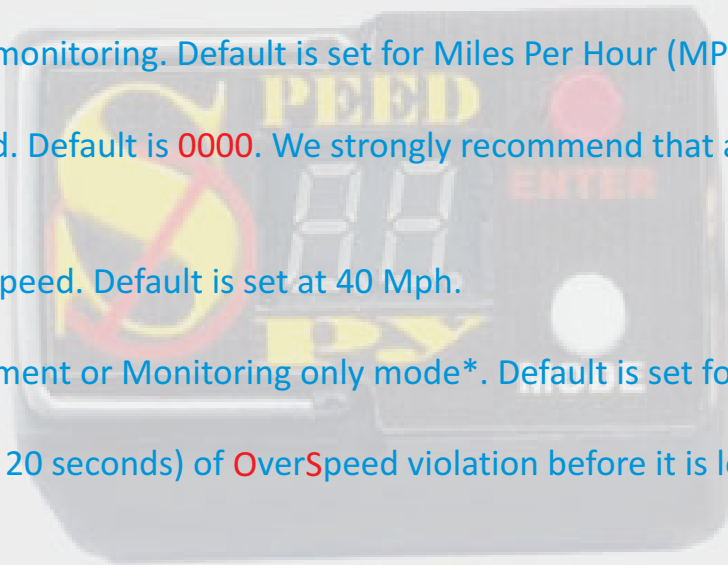 monitoring. Default is set for Miles Per Hour (MP
d. Default is 0000. We strongly recommend that a
peed. Default is set at 40 Mph.
ment or Monitoring only mode*. Default is set fo
20 seconds) of OverSpeed violation before it is l
SPEED
SPY
ENTER
MODE